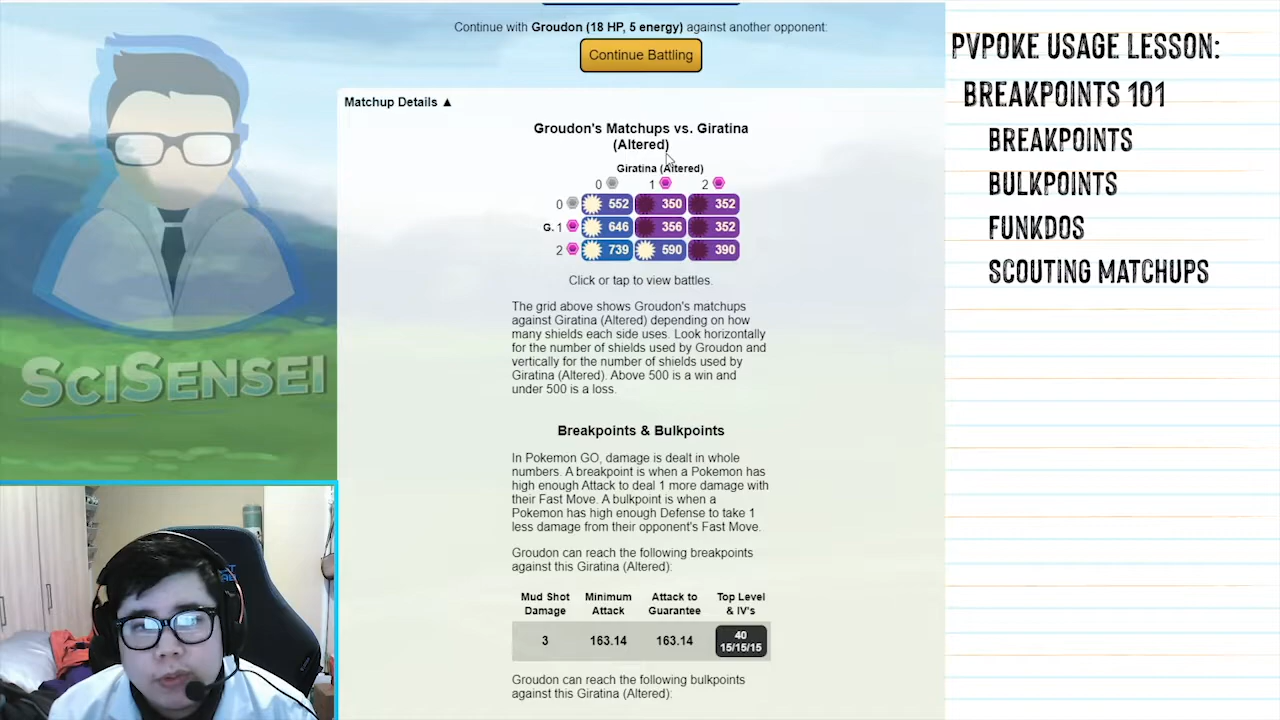 Continue with Groudon (18 HP, 5 energy) against another opponent:
Continue Battling
Matchup Details ▲
Groudon's Matchups vs. Giratina
(Altered)
Giratina (Altered)
0 1 2
0 552 350 352
G. 1 646 356 352
2 739 590 390
Click or tap to view battles.
The grid above shows Groudon's matchups
against Giratina (Altered) depending on how
many shields each side uses. Look horizontally
for the number of shields used by Groudon and
vertically for the number of shields used by
Giratina (Altered). Above 500 is a win and
under 500 is a loss.
Breakpoints & Bulkpoints
In Pokemon GO, damage is dealt in whole
numbers. A breakpoint is when a Pokemon has
high enough Attack to deal 1 more damage with
their Fast Move. A bulkpoint is when a
Pokemon has high enough Defense to take 1
less damage from their opponent's Fast Move.
Groudon can reach the following breakpoints
against this Giratina (Altered):
Mud Shot Damage Minimum Attack Attack to Guarantee Top Level & IV's
3 163.14 163.14 40 15/15/15
Groudon can reach the following bulkpoints
against this Giratina (Altered):
SCISENSEI
PVPOKE USAGE LESSON:
BREAKPOINTS 101
BREAKPOINTS
BULKPOINTS
FUNKDOS
SCOUTING MATCHUPS